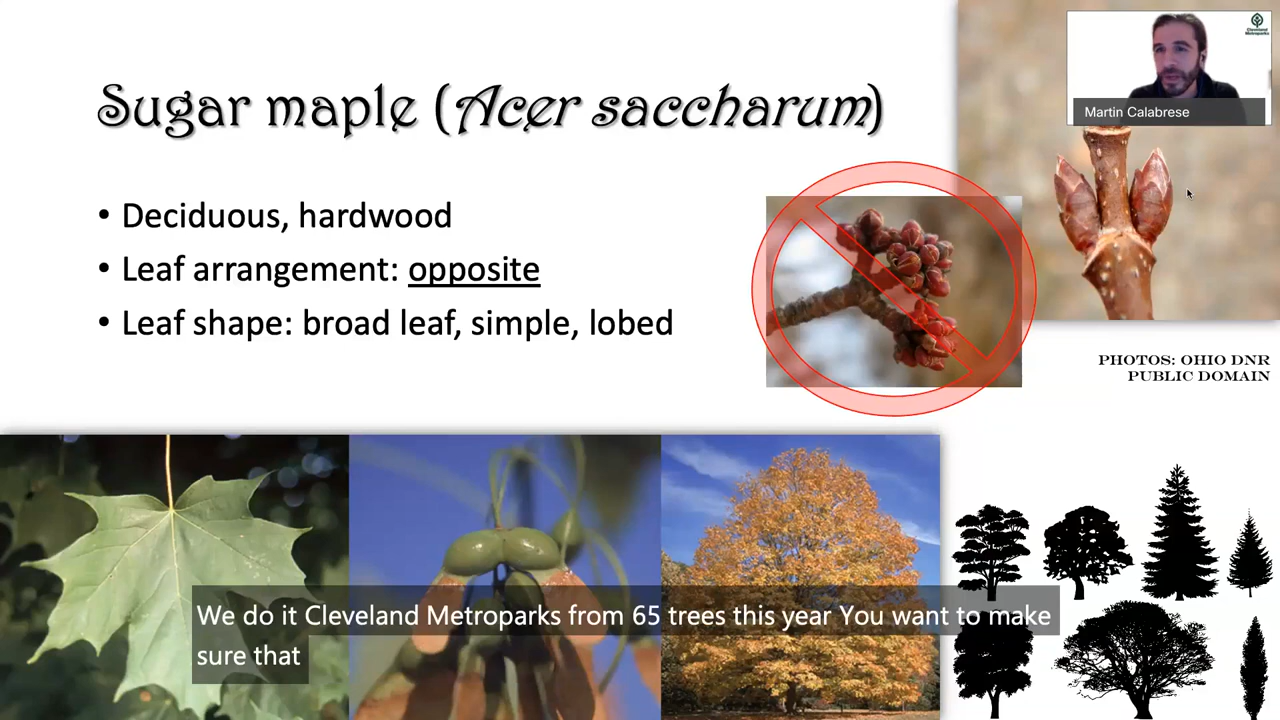 Sugar maple (Acer saccharum)
• Deciduous, hardwood
• Leaf arrangement: opposite
• Leaf shape: broad leaf, simple, lobed
Cleveland
Metroparks
Martin Calabrese
PHOTOS: OHIO DNR
PUBLIC DOMAIN
We do it Cleveland Metroparks from 65 trees this year You want to make
sure that